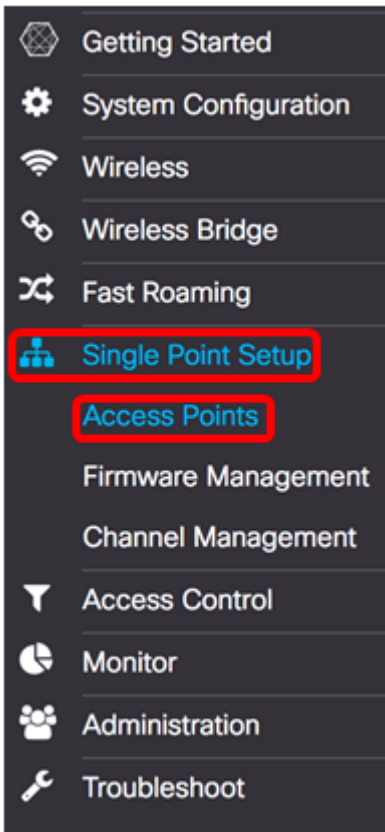 Getting Started
System Configuration
Wireless
Wireless Bridge
Fast Roaming
Single Point Setup
Access Points
Firmware Management
Channel Management
Access Control
Monitor
Administration
Troubleshoot